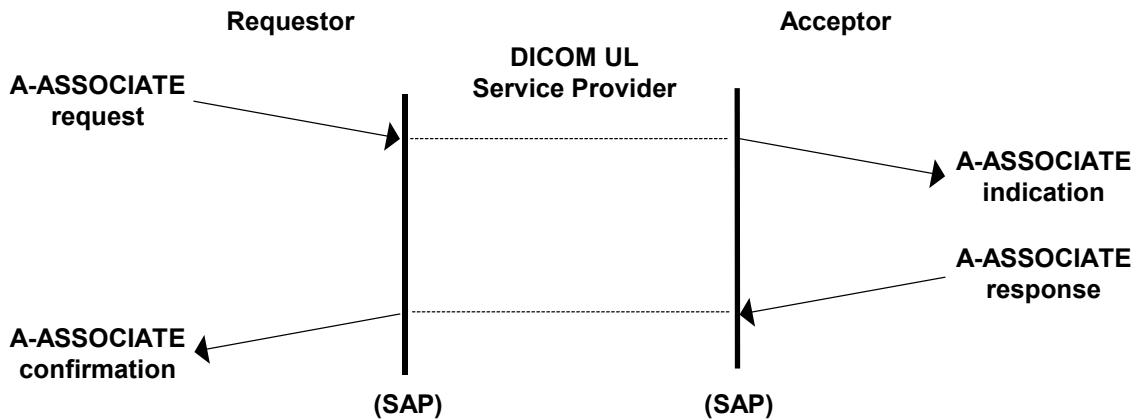 Requestor
Acceptor
DICOM UL
Service Provider
A-ASSOCIATE
request
A-ASSOCIATE
indication
A-ASSOCIATE
response
A-ASSOCIATE
confirmation
(SAP)
(SAP)